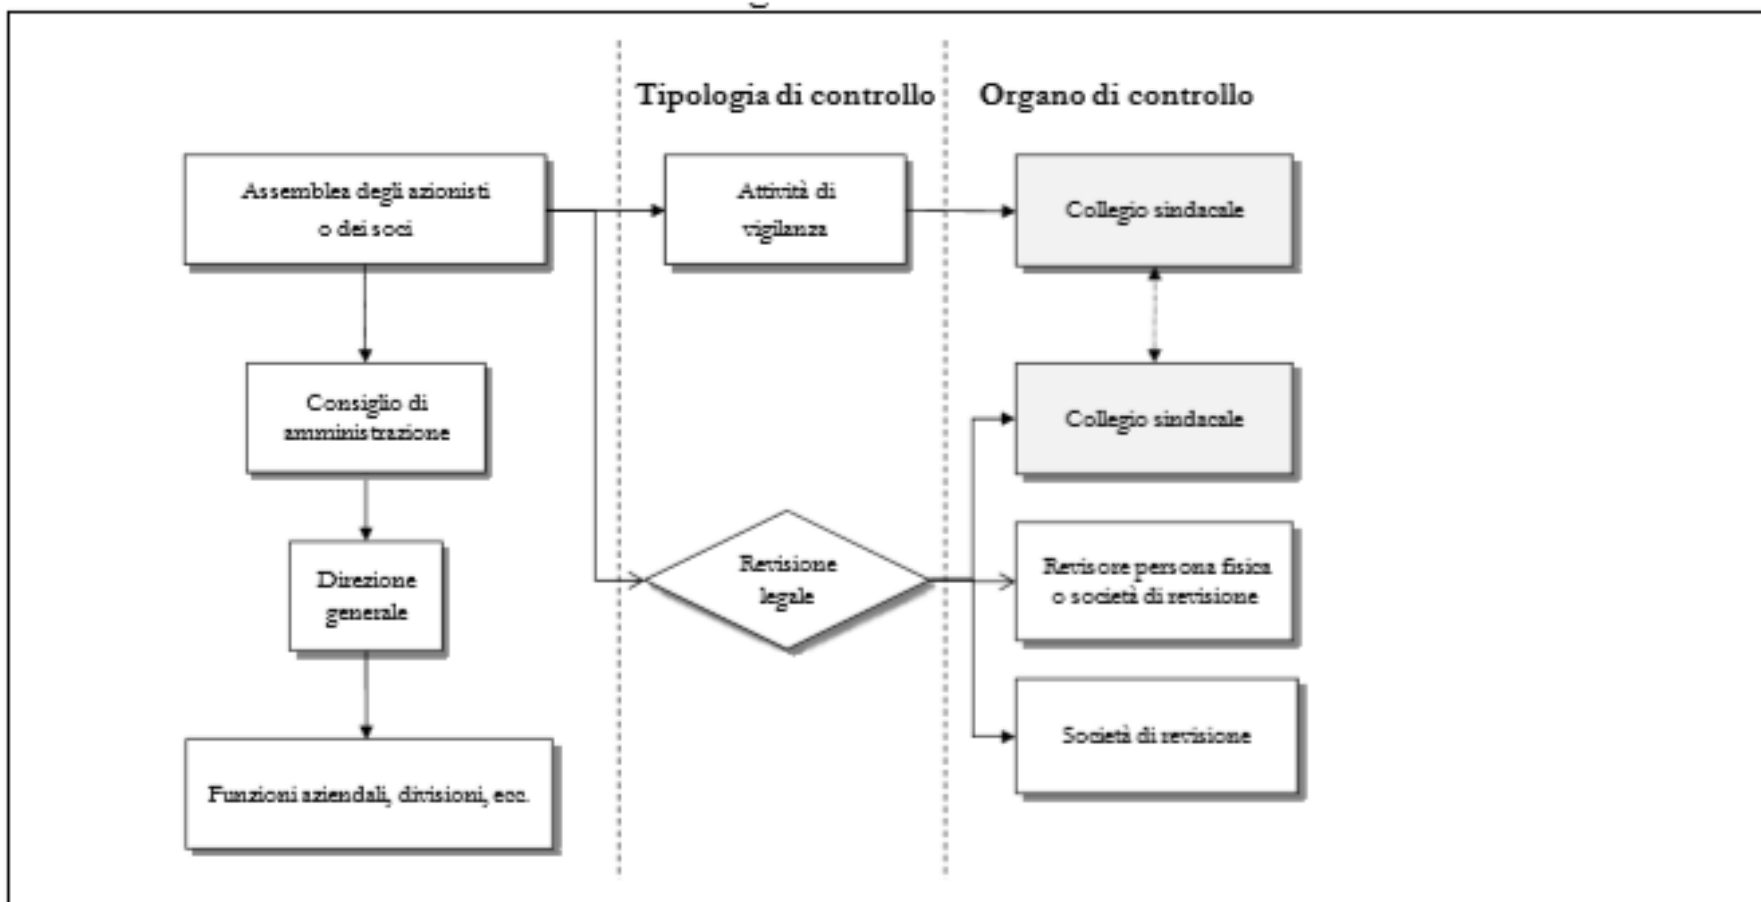 Tipologia di controllo
Organo di controllo
Assemblea degli azionisti
o dei soci
Attività di
vigilanza
Collegio sindacale
Consiglio di
amministrazione
Collegio sindacale
Direzione
generale
Revisione
legale
Revisore persona fisica
o società di revisione
Società di revisione
Funzioni aziendali, divisioni, ecc.